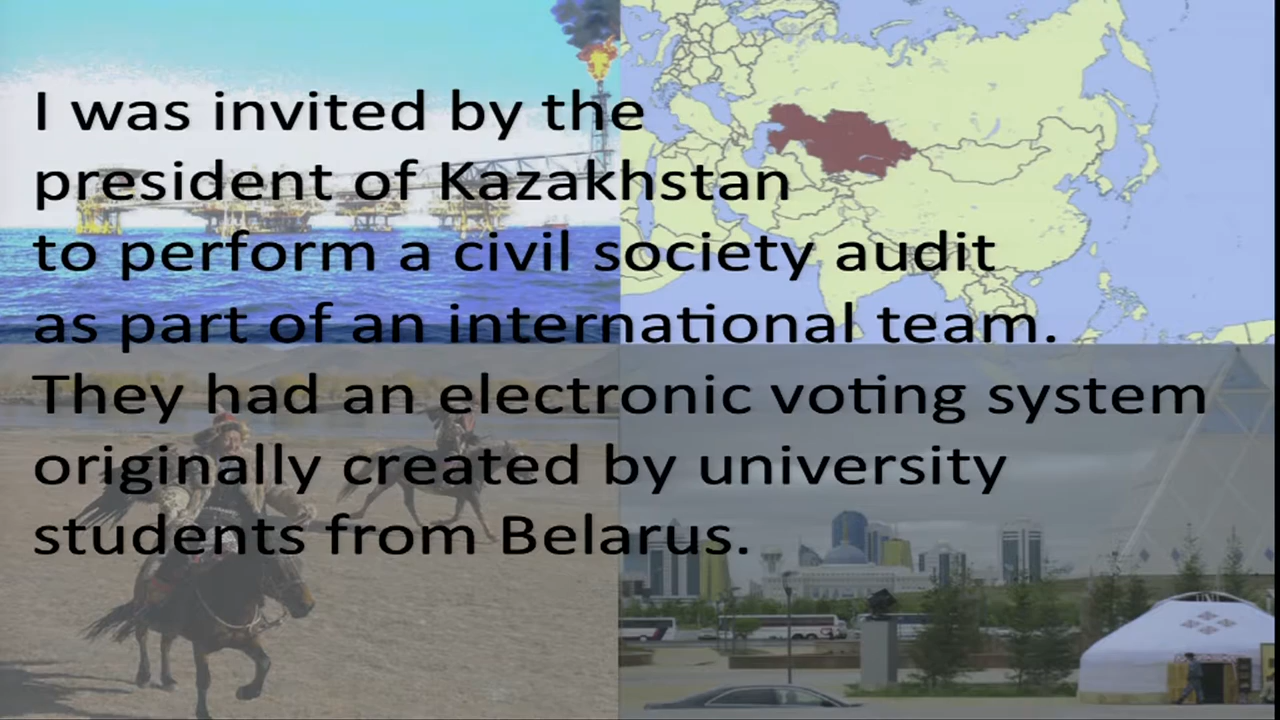 I was invited by the
president of Kazakhstan
to perform a civil society audit
as part of an international team.
They had an electronic voting system
originally created by university
students from Belarus.